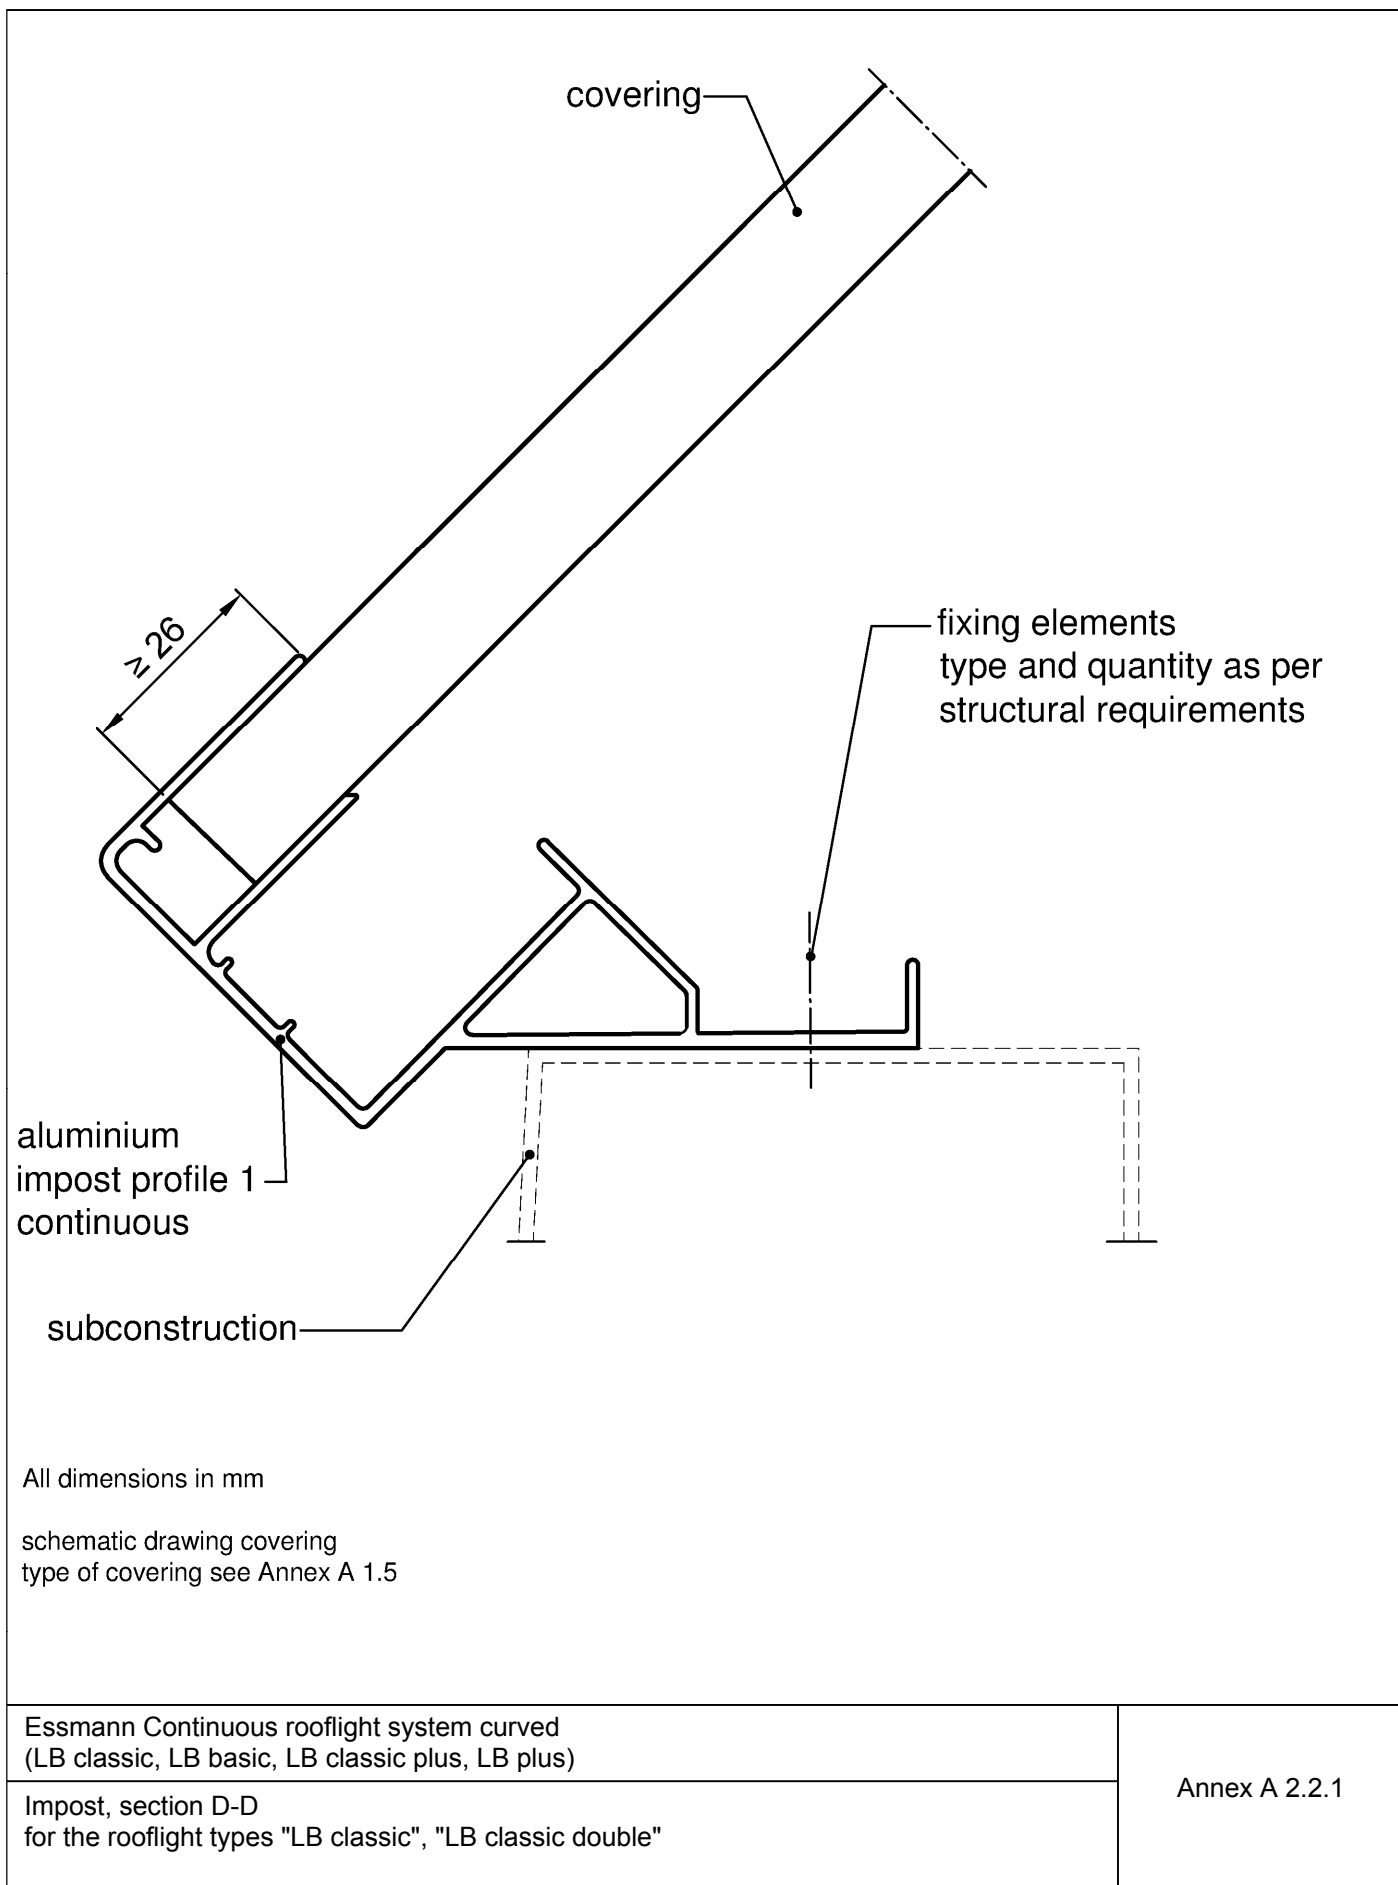 covering
≥ 26
fixing elements
type and quantity as per
structural requirements
aluminium
impost profile 1
continuous
subconstruction
All dimensions in mm
schematic drawing covering
type of covering see Annex A 1.5
Essmann Continuous rooflight system curved
(LB classic, LB basic, LB classic plus, LB plus)
Impost, section D-D
for the rooflight types "LB classic", "LB classic double"
Annex A 2.2.1